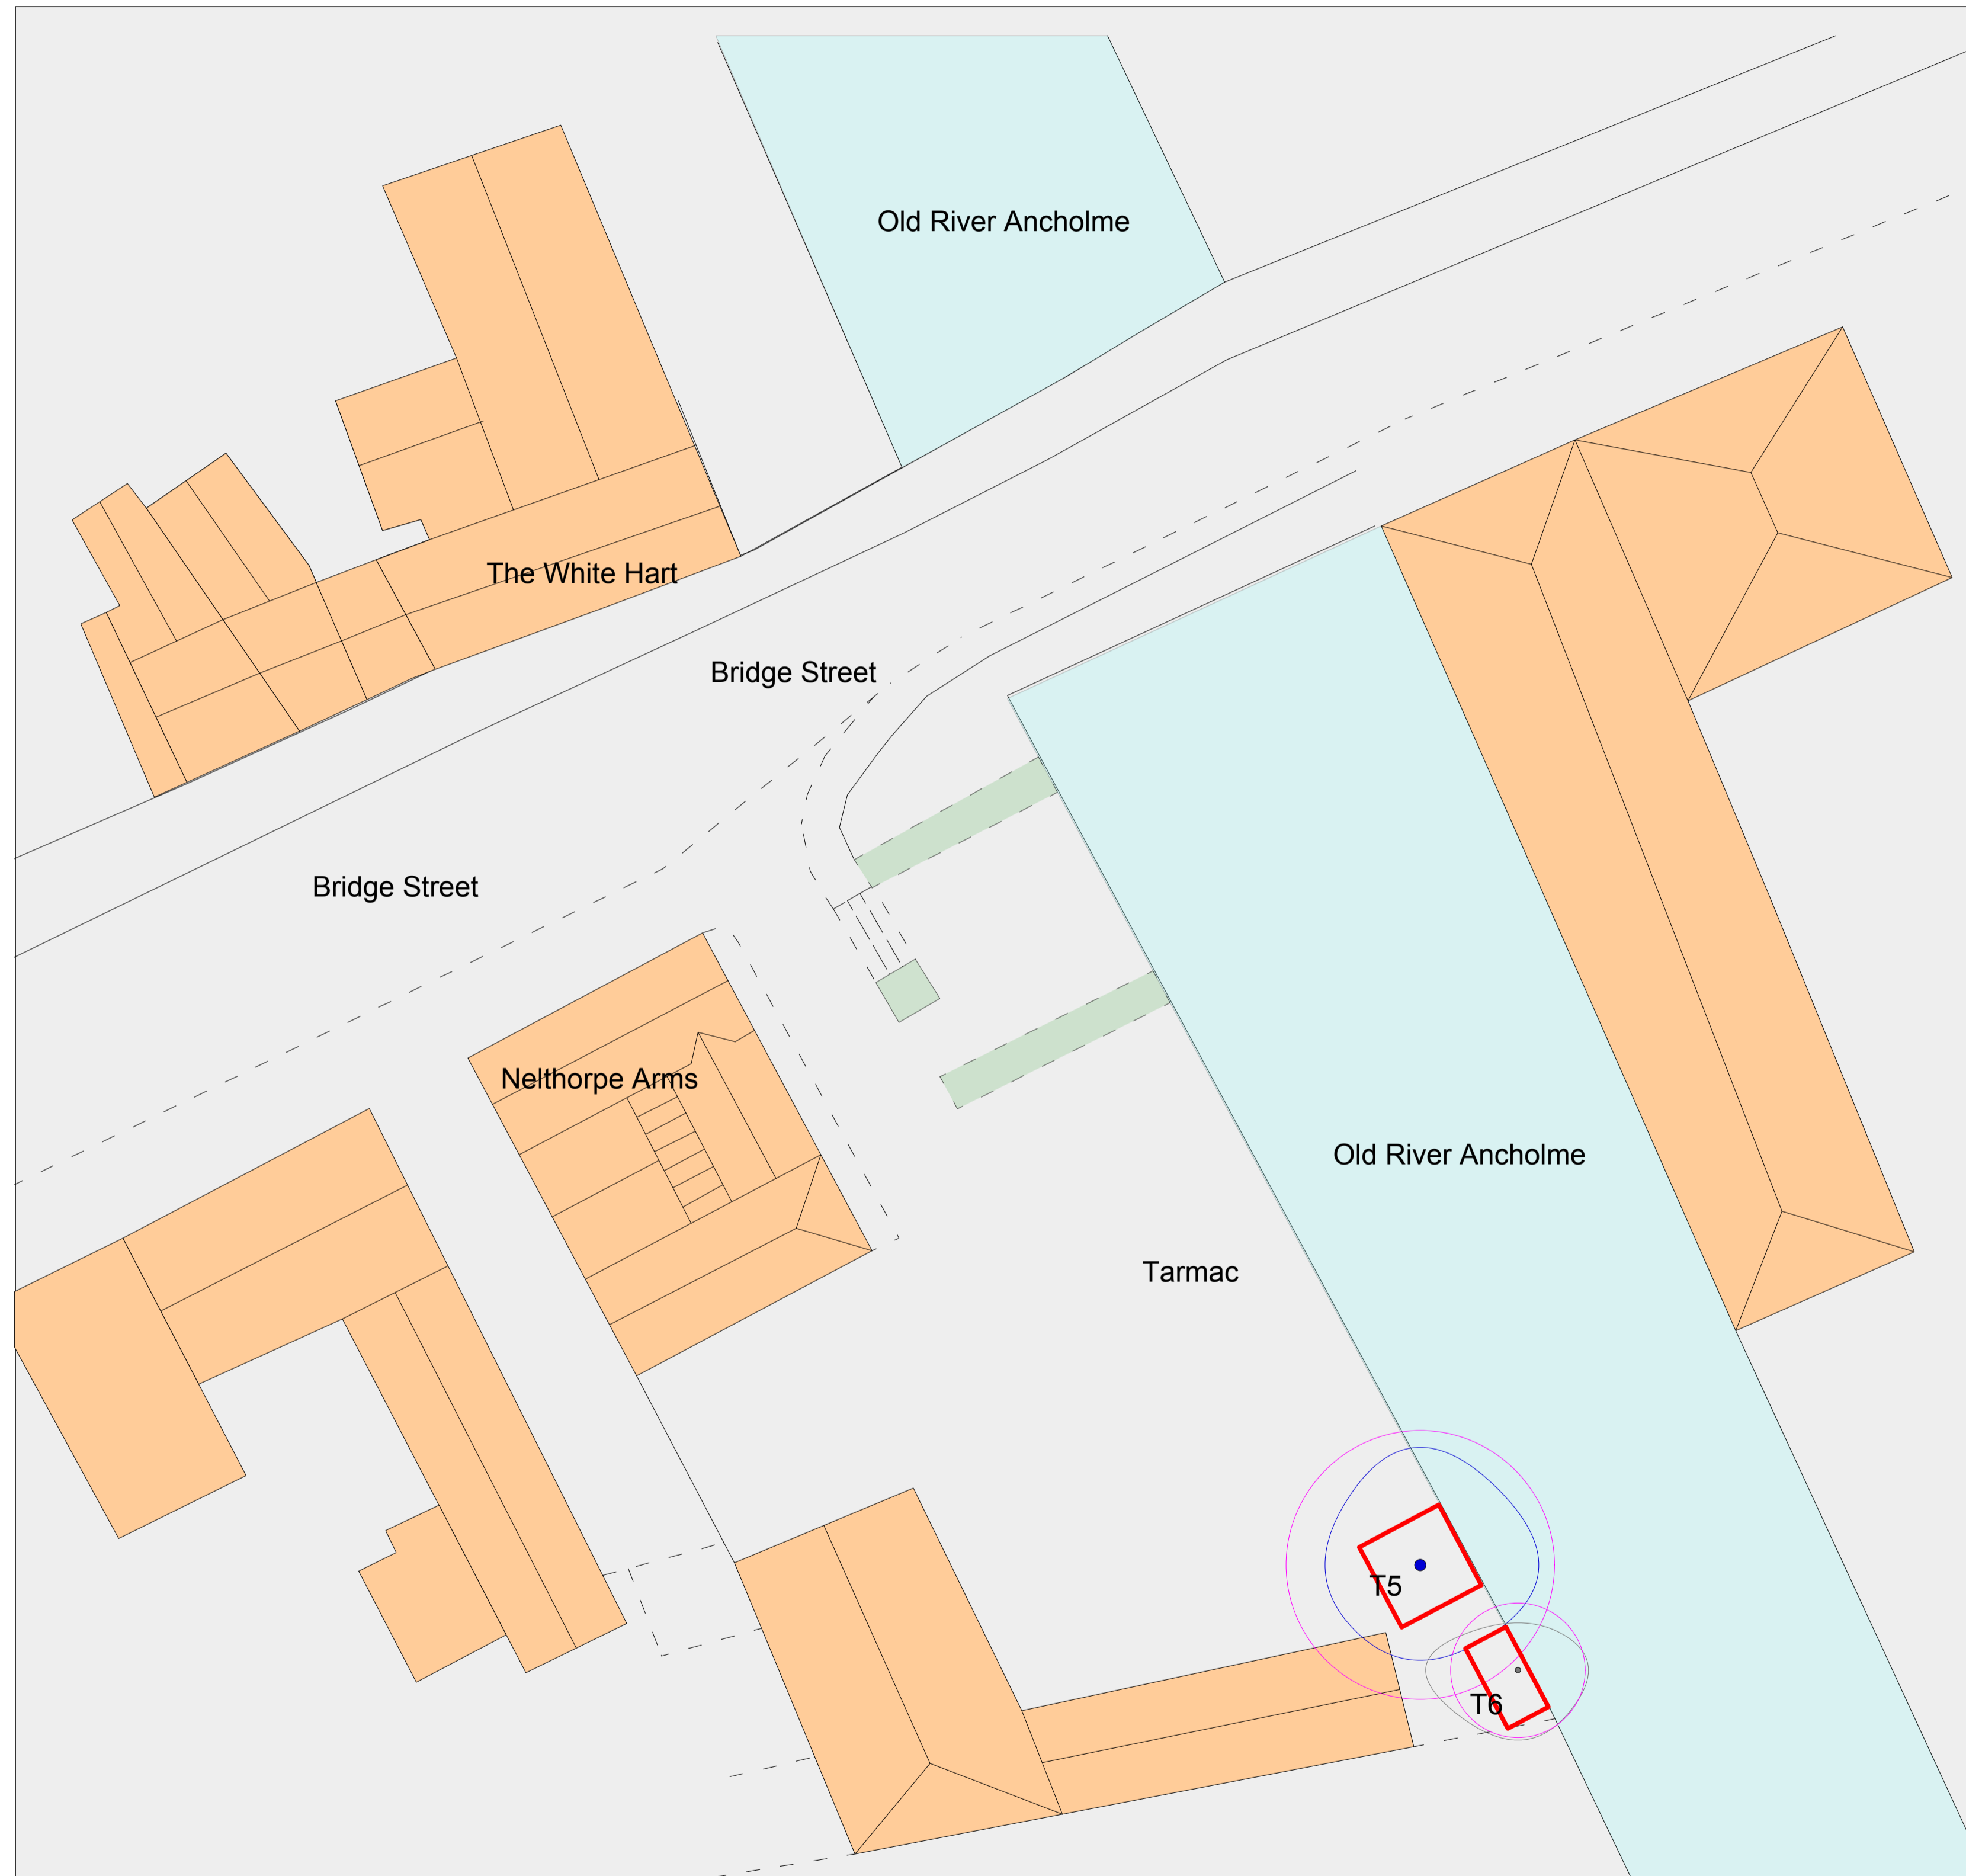 Old River Ancholme
The White Hart
Bridge Street
Bridge Street
Nelthorpe Arms
Old River Ancholme
Tarmac
T5
T6